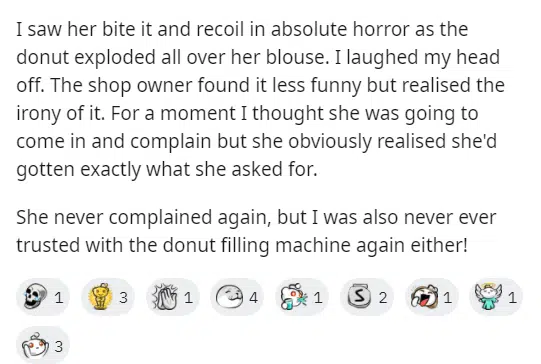 I saw her bite it and recoil in absolute horror as the
donut exploded all over her blouse. I laughed my head
off. The shop owner found it less funny but realised the
irony of it. For a moment I thought she was going to
come in and complain but she obviously realised she'd
gotten exactly what she asked for.
She never complained again, but I was also never ever
trusted with the donut filling machine again either!
1 3 1 4 1 S 2 1 1
3